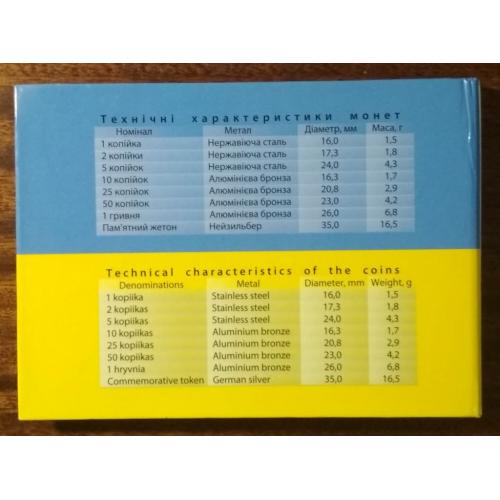 Технічні характеристики монет
Номінал Метал Діаметр, мм Маса, г
1 копійка Нержавіюча сталь 16,0 1,5
2 копійки Нержавіюча сталь 17,3 1,8
5 копійок Нержавіюча сталь 24,0 4,3
10 копійок Алюмінієва бронза 16,3 1,7
25 копійок Алюмінієва бронза 20,8 2,9
50 копійок Алюмінієва бронза 23,0 4,2
1 гривня Алюмінієва бронза 26,0 6,8
Пам'ятний жетон Нейзильбер 35,0 16,5
Technical characteristics of the coins
Denominations Metal Diameter, mm Weight, g
1 kopiika Stainless steel 16,0 1,5
2 kopiikas Stainless steel 17,3 1,8
5 kopiikas Stainless steel 24,0 4,3
10 kopiikas Aluminium bronze 16,3 1,7
25 kopiikas Aluminium bronze 20,8 2,9
50 kopiikas Aluminium bronze 23,0 4,2
1 hryvnia Aluminium bronze 26,0 6,8
Commemorative token German silver 35,0 16,5